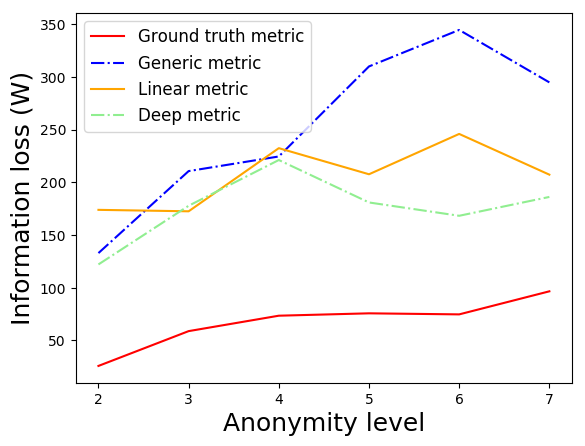 350
300
250
200
150
100
50
Information loss (W)
Ground truth metric
Generic metric
Linear metric
Deep metric
2 3 4 5 6 7
Anonymity level